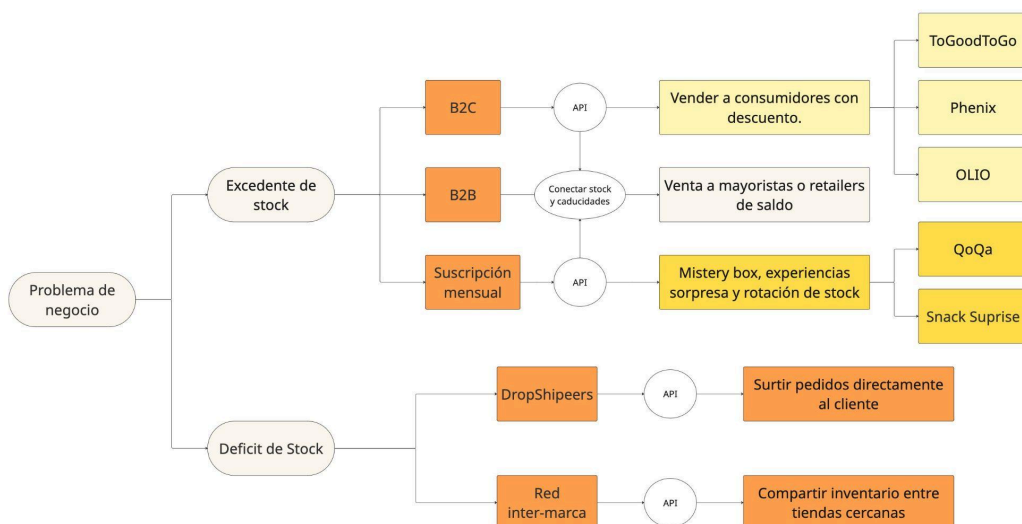 ToGoodToGo
B2C
API
Vender a consumidores con
descuento.
Phenix
OLIO
Excedente de
stock
B2B
Conectar stock
y caducidades
Venta a mayoristas o retailers
de saldo
QoQa
Suscripción
mensual
API
Mistery box, experiencias
sorpresa y rotación de stock
Snack Suprise
Problema de
negocio
DropShipeers
API
Surtir pedidos directamente
al cliente
Deficit de Stock
Red
inter-marca
API
Compartir inventario entre
tiendas cercanas